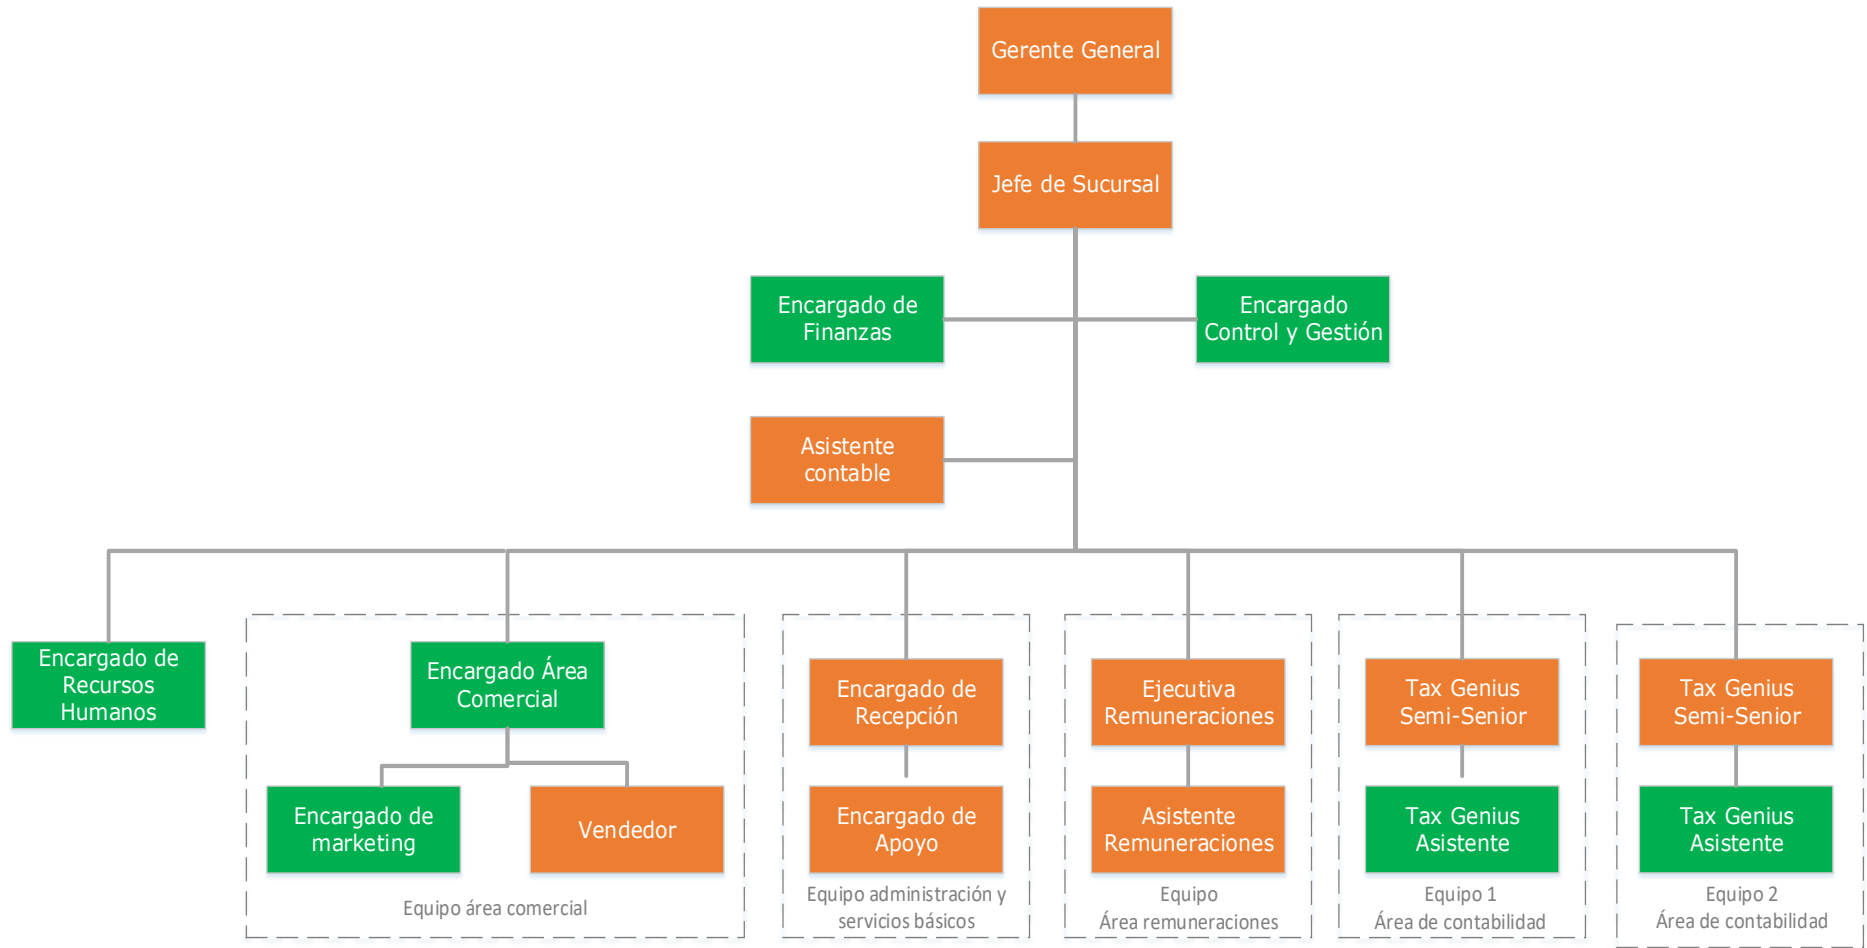 Gerente General
Jefe de Sucursal
Encargado de
Finanzas
Encargado
Control y Gestión
Asistente
contable
Encargado de
Recursos
Humanos
Encargado Área
Comercial
Encargado de
marketing
Vendedor
Equipo área comercial
Encargado de
Recepción
Encargado de
Apoyo
Equipo administración y
servicios básicos
Ejecutiva
Remuneraciones
Asistente
Remuneraciones
Equipo
Área remuneraciones
Tax Genius
Semi-Senior
Tax Genius
Asistente
Equipo 1
Área de contabilidad
Tax Genius
Semi-Senior
Tax Genius
Asistente
Equipo 2
Área de contabilidad